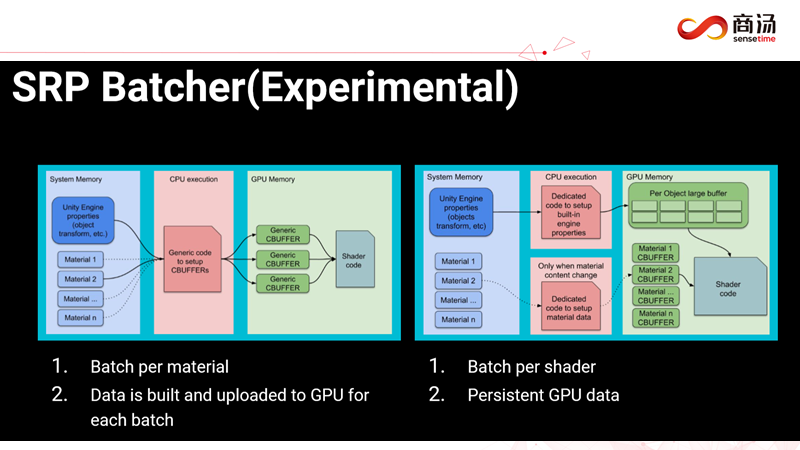 商汤
sensetime
SRP Batcher(Experimental)
System Memory
CPU execution
GPU Memory
Unity Engine
properties
(object
transform, etc.)
Material 1
Material 2
Material ...
Material n
Generic code
to setup
CBUFFERs
Generic
CBUFFER
Generic
CBUFFER
Generic
CBUFFER
Shader
code
1. Batch per material
2. Data is built and uploaded to GPU for
each batch
System Memory
CPU execution
GPU Memory
Unity Engine
properties
(objects
transform, etc)
Material 1
Material 2
Material ...
Material n
Dedicated
code to setup
built-in
engine
properties
Only when material
content change
Dedicated
code to setup
material data
Per Object large buffer
Material 1
CBUFFER
Material 2
CBUFFER
Material ...
CBUFFER
Material n
CBUFFER
Shader
code
1. Batch per shader
2. Persistent GPU data